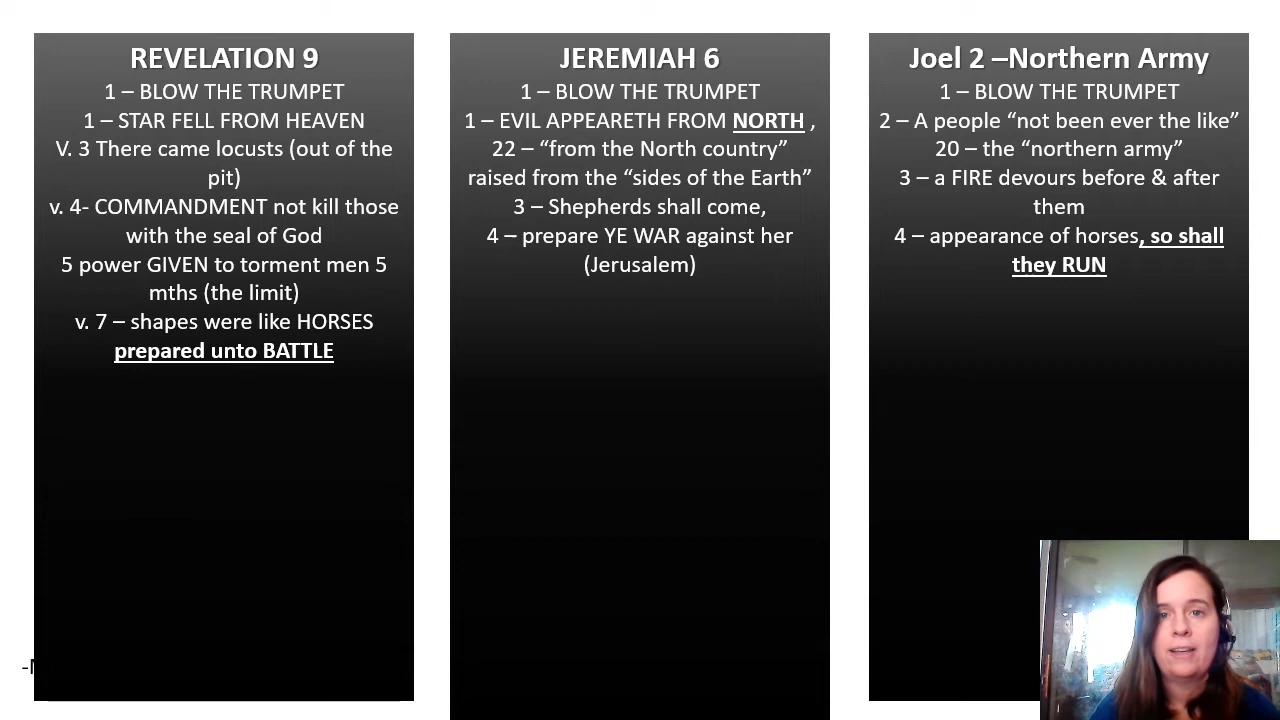 REVELATION 9
1 – BLOW THE TRUMPET
1 – STAR FELL FROM HEAVEN
V. 3 There came locusts (out of the
pit)
v. 4- COMMANDMENT not kill those
with the seal of God
5 power GIVEN to torment men 5
mths (the limit)
v. 7 – shapes were like HORSES
prepared unto BATTLE
JEREMIAH 6
1 – BLOW THE TRUMPET
1 – EVIL APPEARETH FROM NORTH ,
22 – “from the North country”
raised from the “sides of the Earth”
3 – Shepherds shall come,
4 – prepare YE WAR against her
(Jerusalem)
Joel 2 –Northern Army
1 – BLOW THE TRUMPET
2 – A people “not been ever the like”
20 – the “northern army”
3 – a FIRE devours before & after
them
4 – appearance of horses, so shall
they RUN